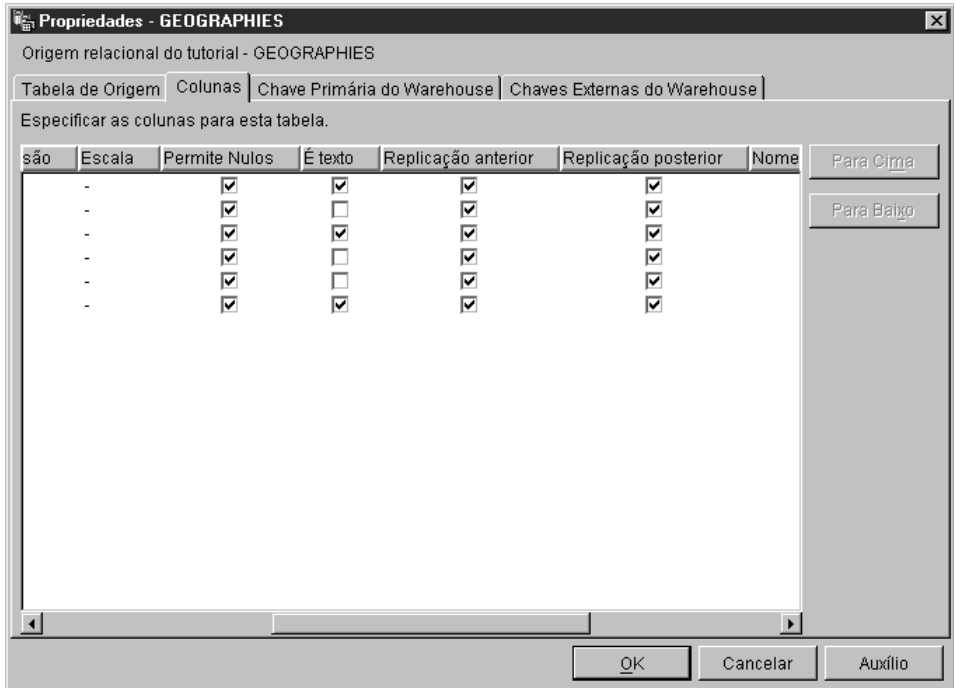 Propriedades - GEOGRAPHIES
Origem relacional do tutorial - GEOGRAPHIES
Tabela de Origem Colunas Chave Primária do Warehouse Chaves Externas do Warehouse
Especificar as colunas para esta tabela.
são Escala Permite Nulos É texto Replicação anterior Replicação posterior Nome
-
-
-
-
-
-
Para Cima
Para Baixo
OK Cancelar Auxílio